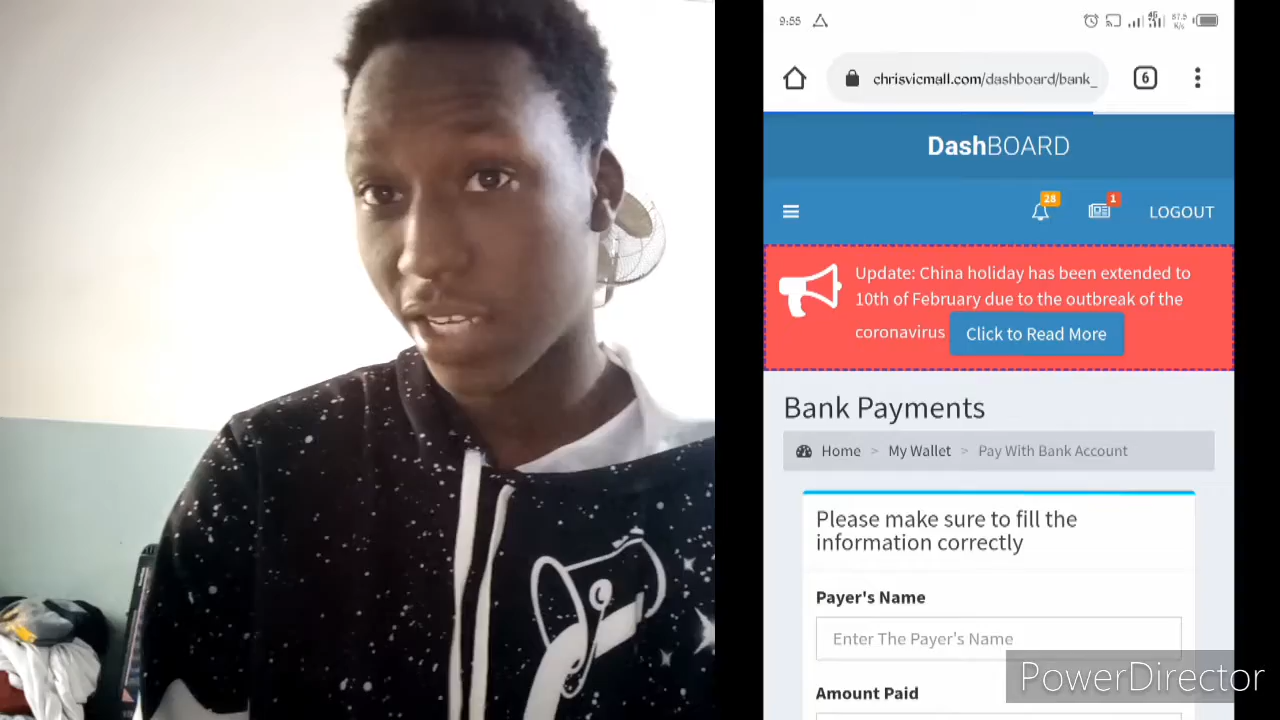 9:55
4G
57.5
K/s
chrisvicmall.com/dashboard/bank_
6
DashBOARD
28
1
LOGOUT
Update: China holiday has been extended to
10th of February due to the outbreak of the
coronavirus Click to Read More
Bank Payments
Home > My Wallet > Pay With Bank Account
Please make sure to fill the
information correctly
Payer's Name
Enter The Payer's Name
Amount Paid
PowerDirector